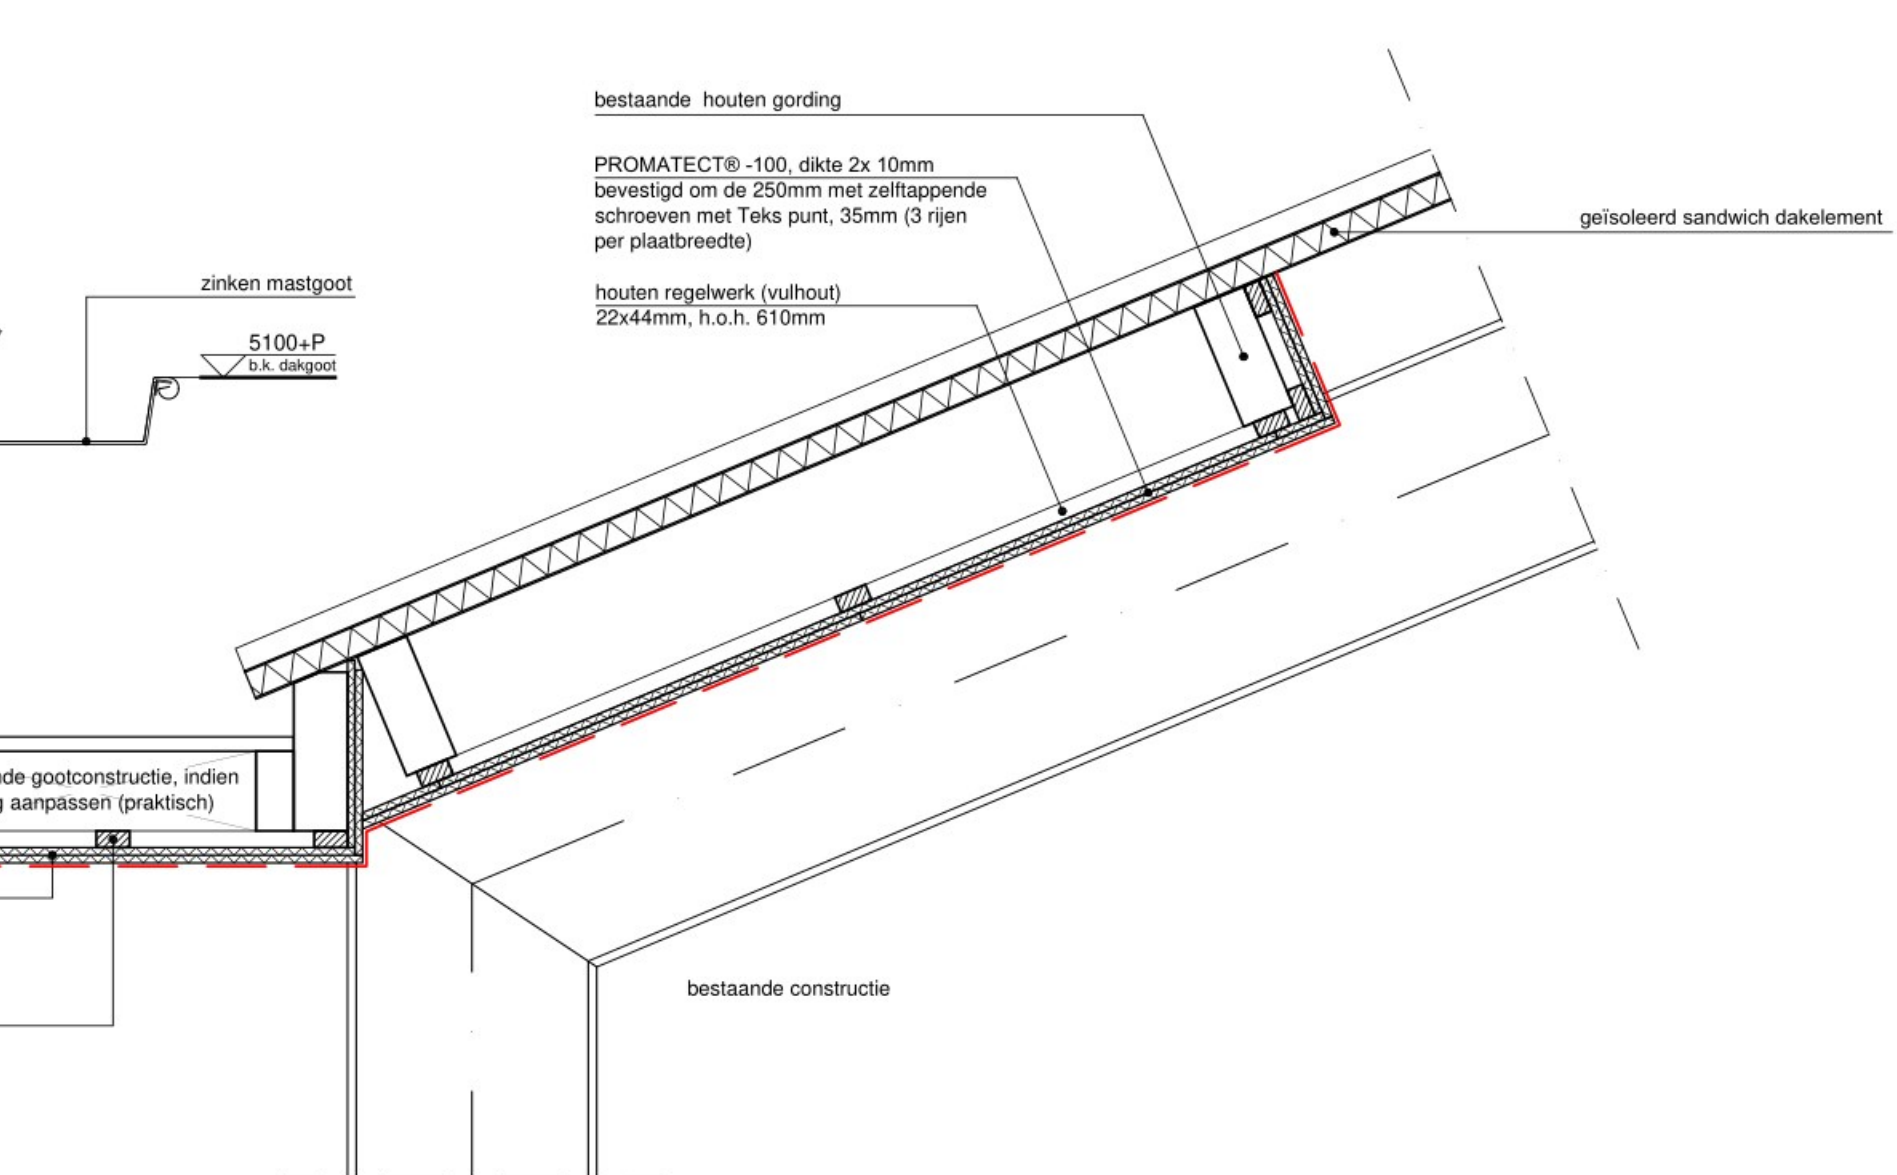 bestaande houten gording
PROMATECT® -100, dikte 2x 10mm
bevestigd om de 250mm met zelftappende
schroeven met Teks punt, 35mm (3 rijen
per plaatbreedte)
geïsoleerd sandwich dakelement
zinken mastgoot
houten regelwerk (vulhout)
22x44mm, h.o.h. 610mm
5100+P
b.k. dakgoot
gootconstructie, indien
aanpassen (praktisch)
bestaande constructie